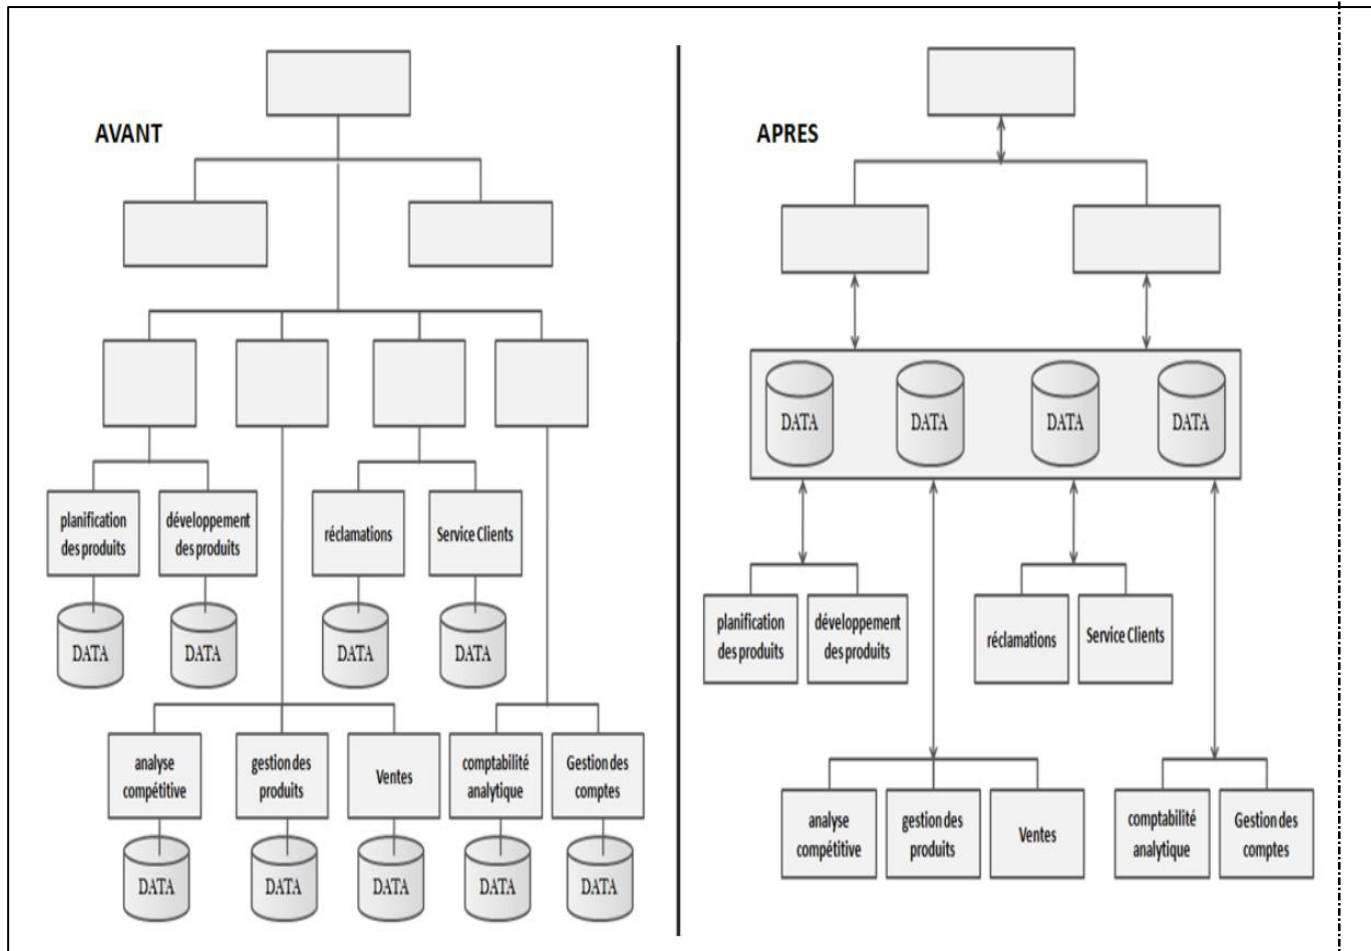 AVANT
planification
des produits
développement
des produits
réclamations
Service Clients
DATA
DATA
DATA
DATA
analyse
compétitive
gestion des
produits
Ventes
comptabilité
analytique
Gestion des
comptes
DATA
DATA
DATA
DATA
DATA
APRES
DATA
DATA
DATA
DATA
planification
des produits
développement
des produits
réclamations
Service Clients
analyse
compétitive
gestion des
produits
Ventes
comptabilité
analytique
Gestion des
comptes